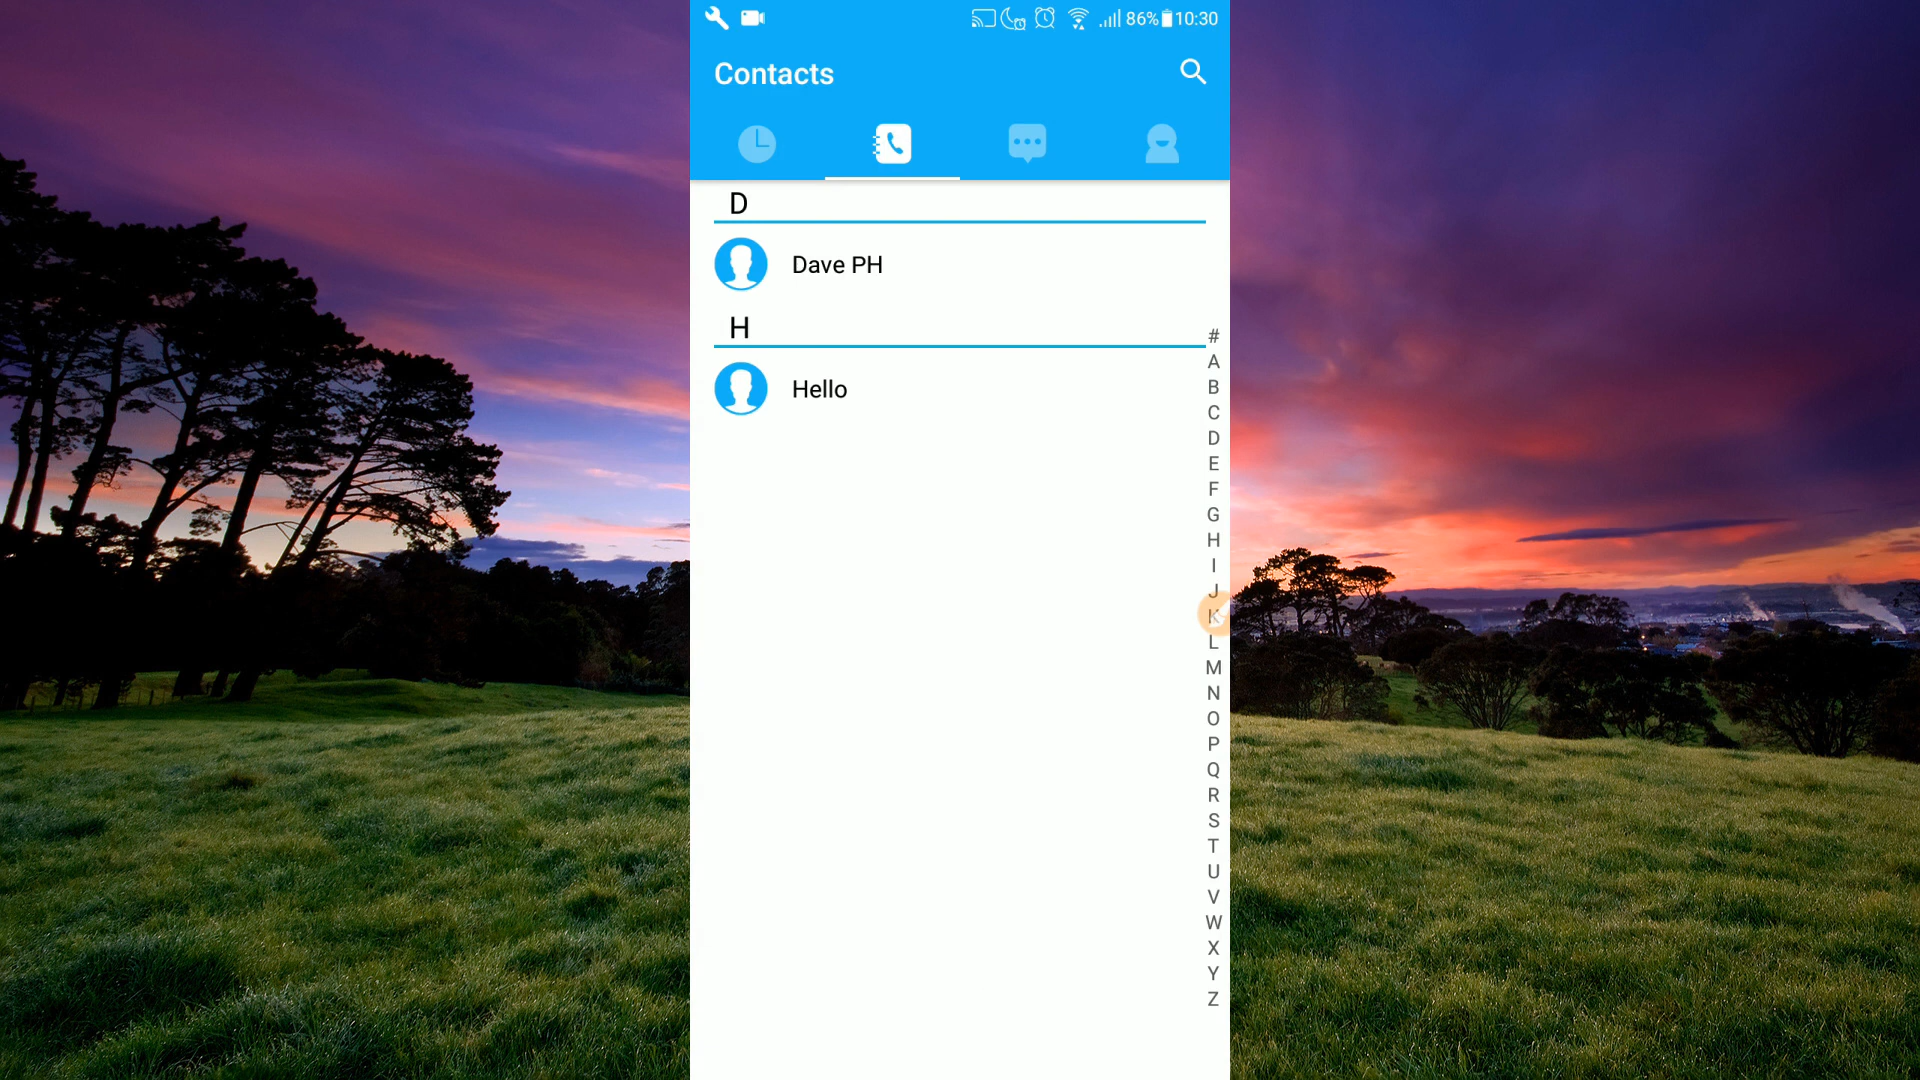 86% 10:30
Contacts
D
Dave PH
H
Hello
#
A
B
C
D
E
F
G
H
I
J
K
L
M
N
O
P
Q
R
S
T
U
V
W
X
Y
Z